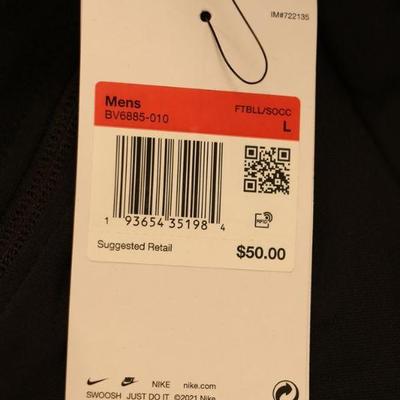 IM#722135
Mens FTBLL/SOCC
BV6885-010 L
1 93654 35198 4
RFID
Suggested Retail $50.00
NIKE nike.com
SWOOSH JUST DO IT ©2021 Nike